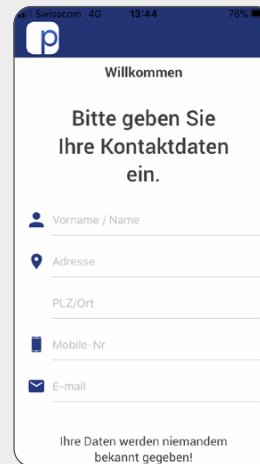 Swisscom 4G 13:44 76%
p
Willkommen
Bitte geben Sie
Ihre Kontaktdaten
ein.
Vorname / Name
Adresse
PLZ/Ort
Mobile-Nr
E-mail
Ihre Daten werden niemandem
bekannt gegeben!